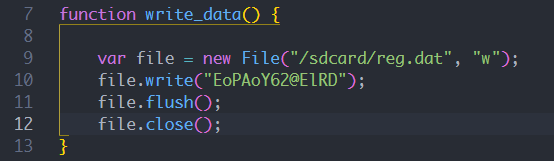 7 function write_data() {
8
9 var file = new File("/sdcard/reg.dat", "w");
10 file.write("EoPAoY62@ElRD");
11 file.flush();
12 file.close();
13 }